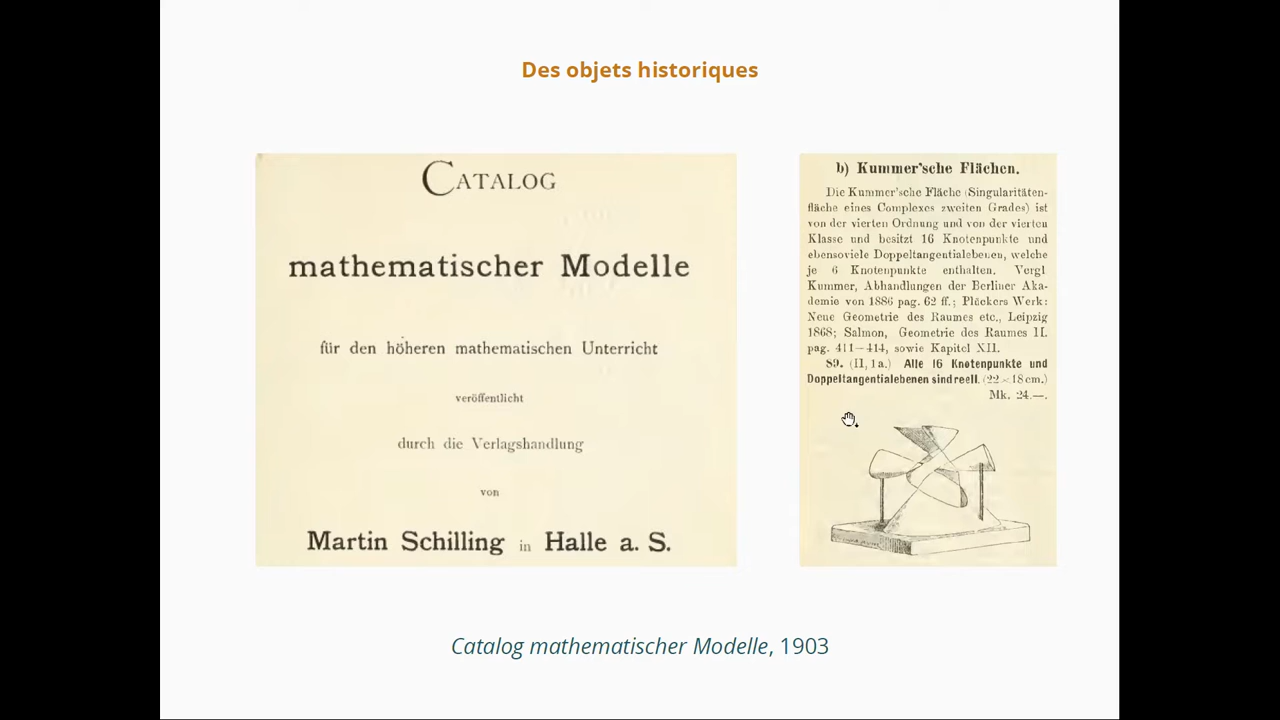 Des objets historiques
CATALOG
mathematischer Modelle
für den höheren mathematischen Unterricht
veröffentlicht
durch die Verlagshandlung
von
Martin Schilling in Halle a. S.
b) Kummer'sche Flächen.
Die Kummer'sche Fläche (Singularitäten-
fläche eines Complexes zweiten Grades) ist
von der vierten Ordnung und von der vierten
Klasse und besitzt 16 Knotenpunkte und
ebensoviele Doppeltangentialebenen, welche
je 6 Knotenpunkte enthalten. Vergl
Kummer, Abhandlungen der Berliner Aka-
demie von 1886 pag. 62 ff.; Plückers Werk:
Neue Geometrie des Raumes etc., Leipzig
1868; Salmon, Geometrie des Raumes II.
pag. 411—414, sowie Kapitel XII.
89. (II, 1a.) Alle 16 Knotenpunkte und
Doppeltangentialebenen sind reell. (22×18 cm.)
Mk. 24.—.
Catalog mathematischer Modelle, 1903